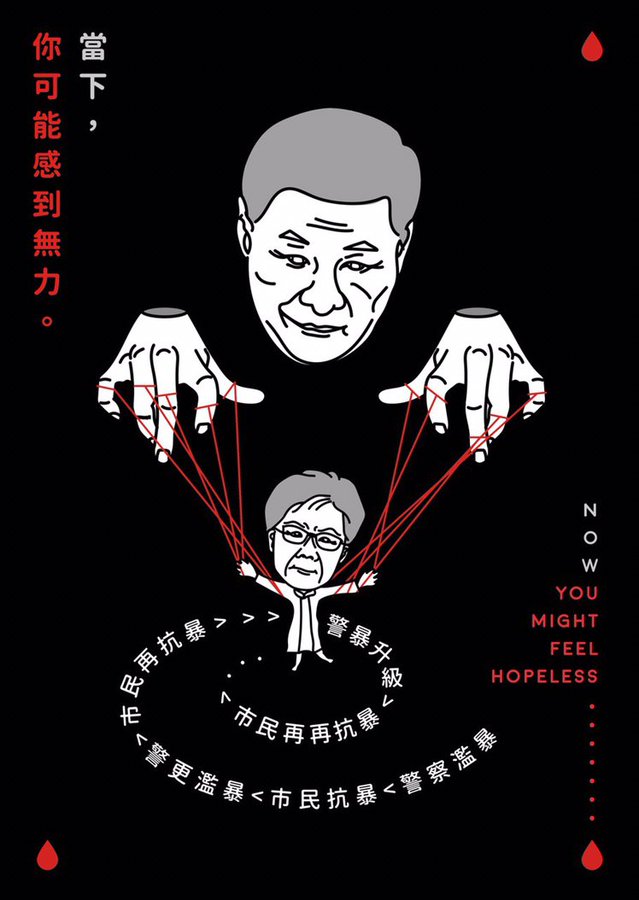 當下，
你可能感到無力。
警察濫暴<
市民抗暴<
警更濫暴<
市民再抗暴> > >
警暴升級
<市民再再抗暴<
...
NOW
YOU
MIGHT
FEEL
HOPELESS
.........